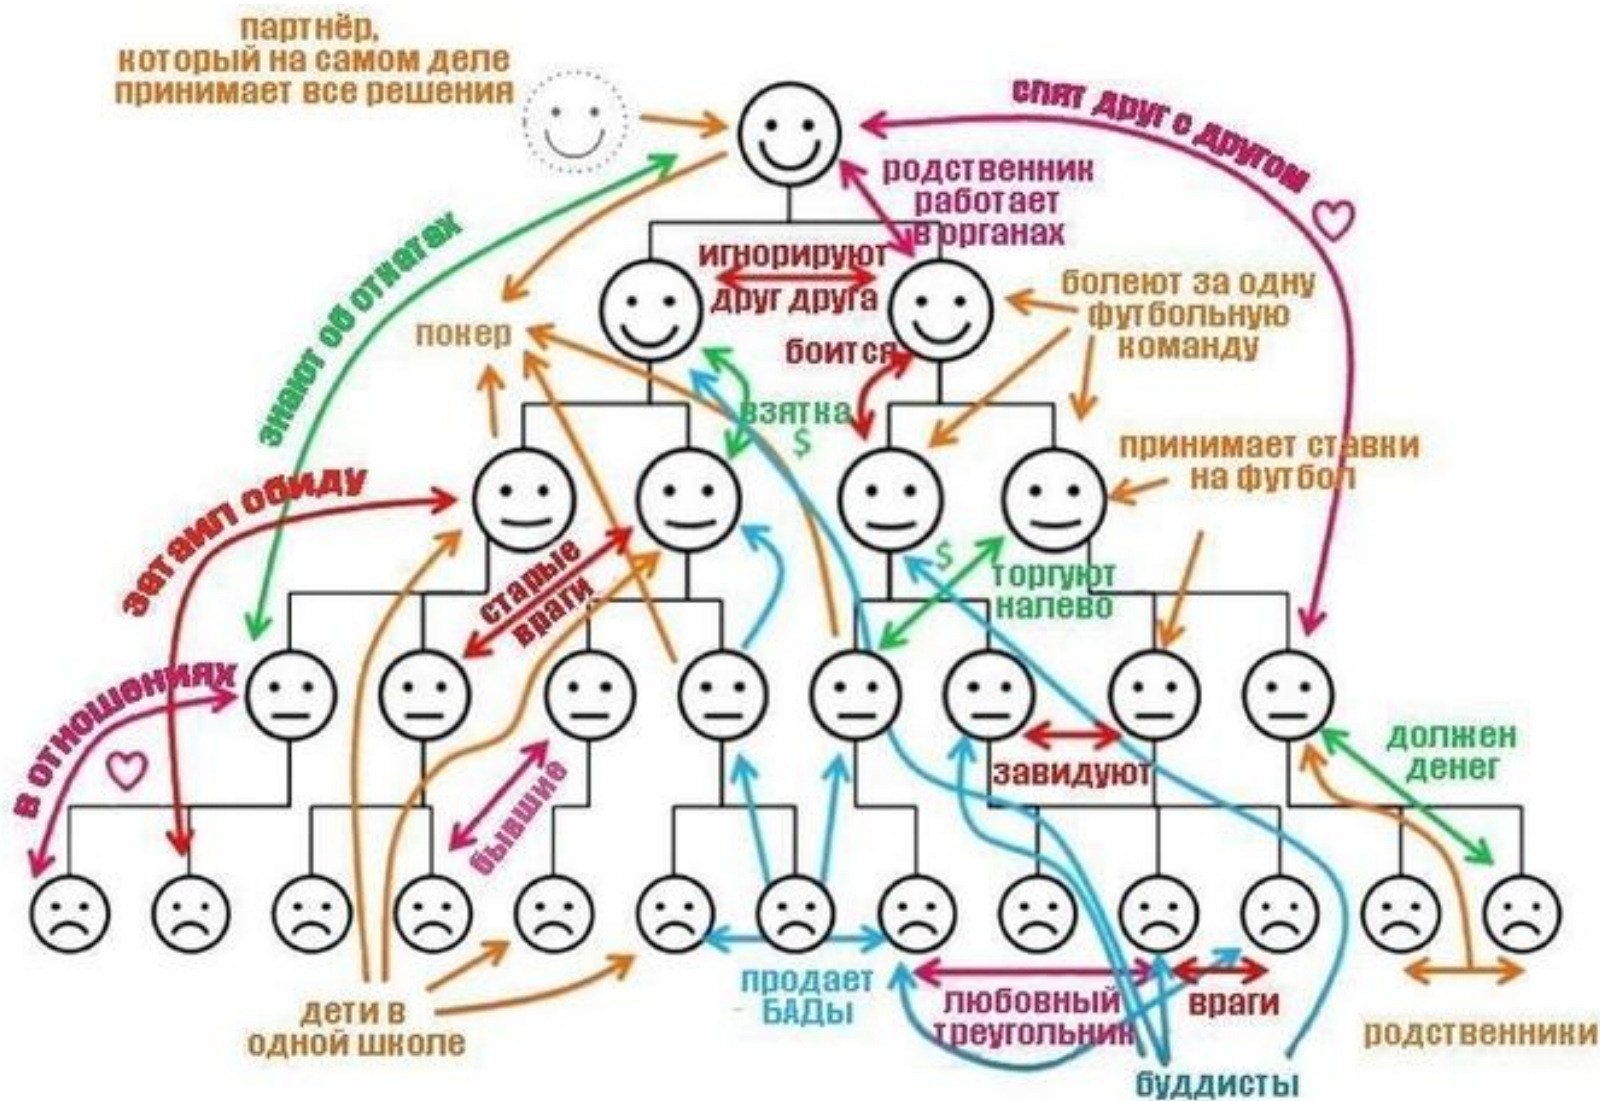 партнёр,
который на самом деле
принимает все решения
спят друг с другом
родственник
работает
в органах
знают об откатах
игнорируют
друг друга
болеют за одну
футбольную
команду
покер
боится
взятка
$
принимает ставки
на футбол
затаил обиду
старые
враги
$
торгуют
налево
в отношениях
бывшие
завидуют
должен
денег
дети в
одной школе
продает
БАДы
любовный
треугольник
враги
родственники
буддисты